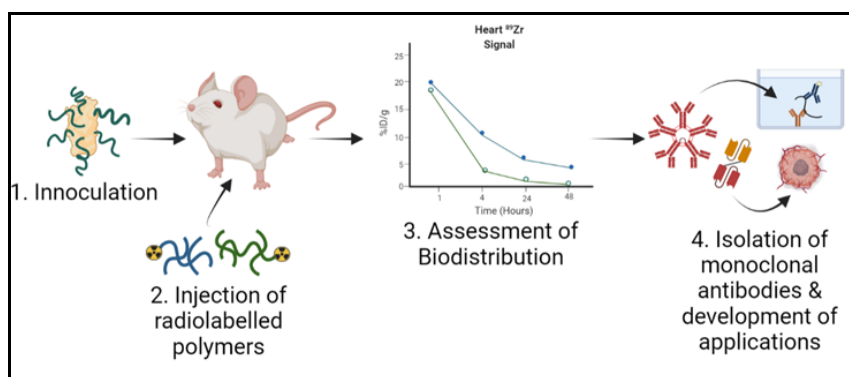 1. Innoculation
2. Injection of
radiolabelled
polymers
Heart ⁸⁹Zr
Signal
%ID/g
25
20
15
10
5
0
1 4 24 48
Time (Hours)
3. Assessment of
Biodistribution
4. Isolation of
monoclonal
antibodies &
development of
applications